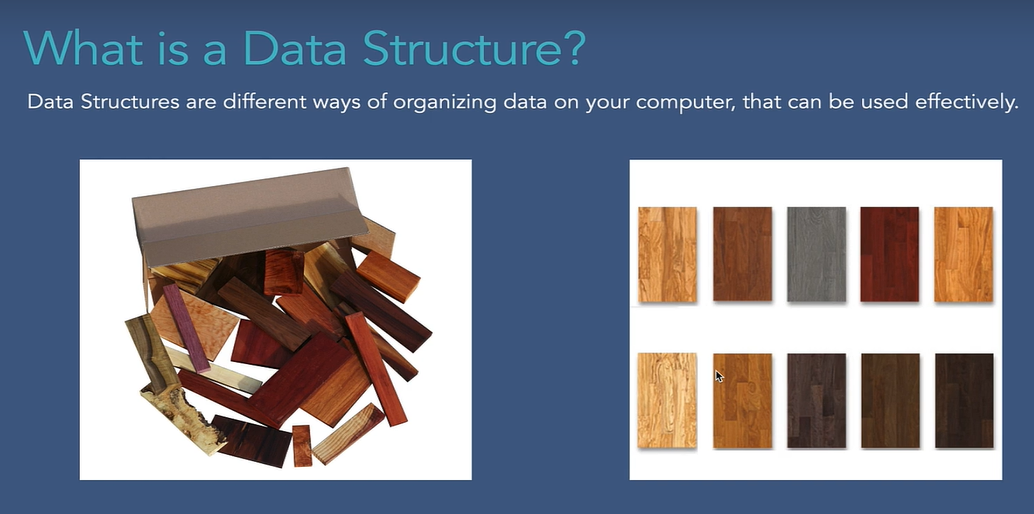 What is a Data Structure?
Data Structures are different ways of organizing data on your computer, that can be used effectively.